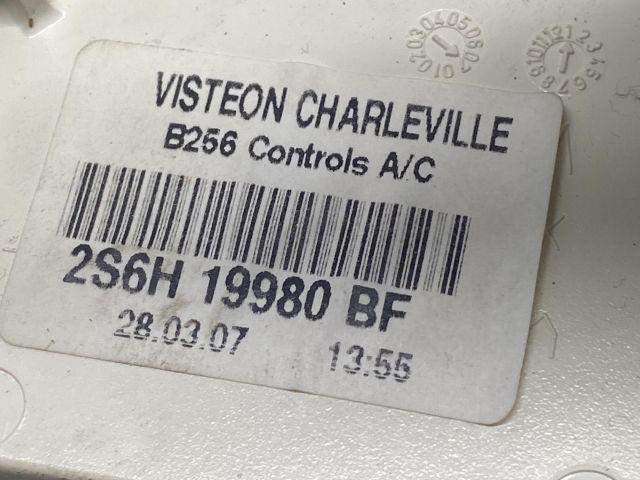 VISTEON CHARLEVILLE
B256 Controls A/C
2S6H 19980 BF
28.03.07 13:55